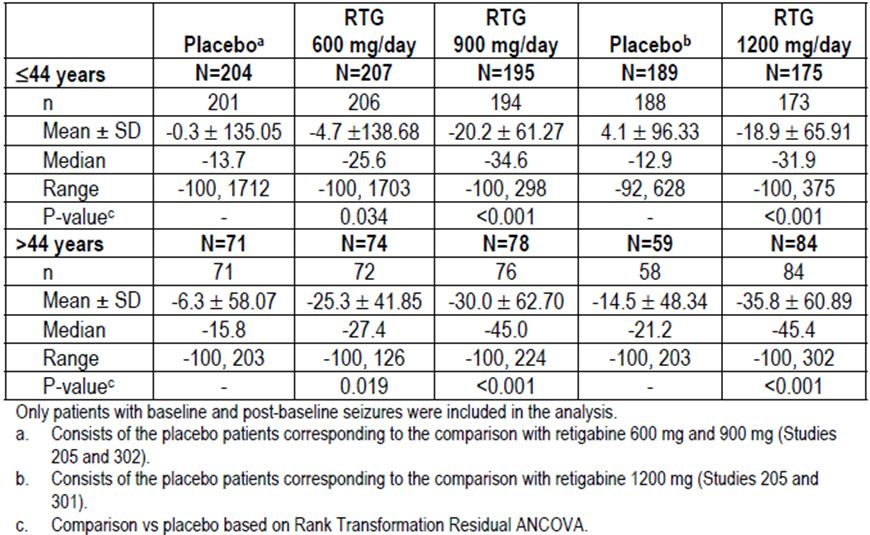 Placeboa RTG 600 mg/day RTG 900 mg/day Placebob RTG 1200 mg/day
≤44 years N=204 N=207 N=195 N=189 N=175
n 201 206 194 188 173
Mean ± SD -0.3 ± 135.05 -4.7 ±138.68 -20.2 ± 61.27 4.1 ± 96.33 -18.9 ± 65.91
Median -13.7 -25.6 -34.6 -12.9 -31.9
Range -100, 1712 -100, 1703 -100, 298 -92, 628 -100, 375
P-valuec - 0.034 <0.001 - <0.001
>44 years N=71 N=74 N=78 N=59 N=84
n 71 72 76 58 84
Mean ± SD -6.3 ± 58.07 -25.3 ± 41.85 -30.0 ± 62.70 -14.5 ± 48.34 -35.8 ± 60.89
Median -15.8 -27.4 -45.0 -21.2 -45.4
Range -100, 203 -100, 126 -100, 224 -100, 203 -100, 302
P-valuec - 0.019 <0.001 - <0.001
Only patients with baseline and post-baseline seizures were included in the analysis.
a. Consists of the placebo patients corresponding to the comparison with retigabine 600 mg and 900 mg (Studies
205 and 302).
b. Consists of the placebo patients corresponding to the comparison with retigabine 1200 mg (Studies 205 and
301).
c. Comparison vs placebo based on Rank Transformation Residual ANCOVA.